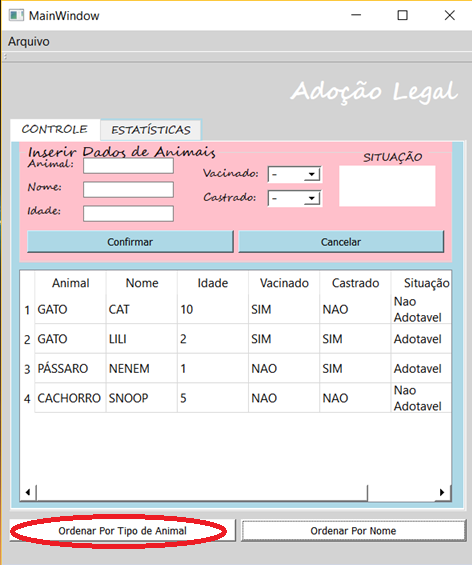 MainWindow
Arquivo
Adoção Legal
CONTROLE ESTATÍSTICAS
Inserir Dados de Animais
Animal:
Nome:
Idade:
Vacinado: -
Castrado: -
SITUAÇÃO
Confirmar Cancelar
Animal Nome Idade Vacinado Castrado Situação
1 GATO CAT 10 SIM NAO Nao Adotavel
2 GATO LILI 2 SIM SIM Adotavel
3 PÁSSARO NENEM 1 NAO SIM Adotavel
4 CACHORRO SNOOP 5 NAO NAO Nao Adotavel
Ordenar Por Tipo de Animal Ordenar Por Nome